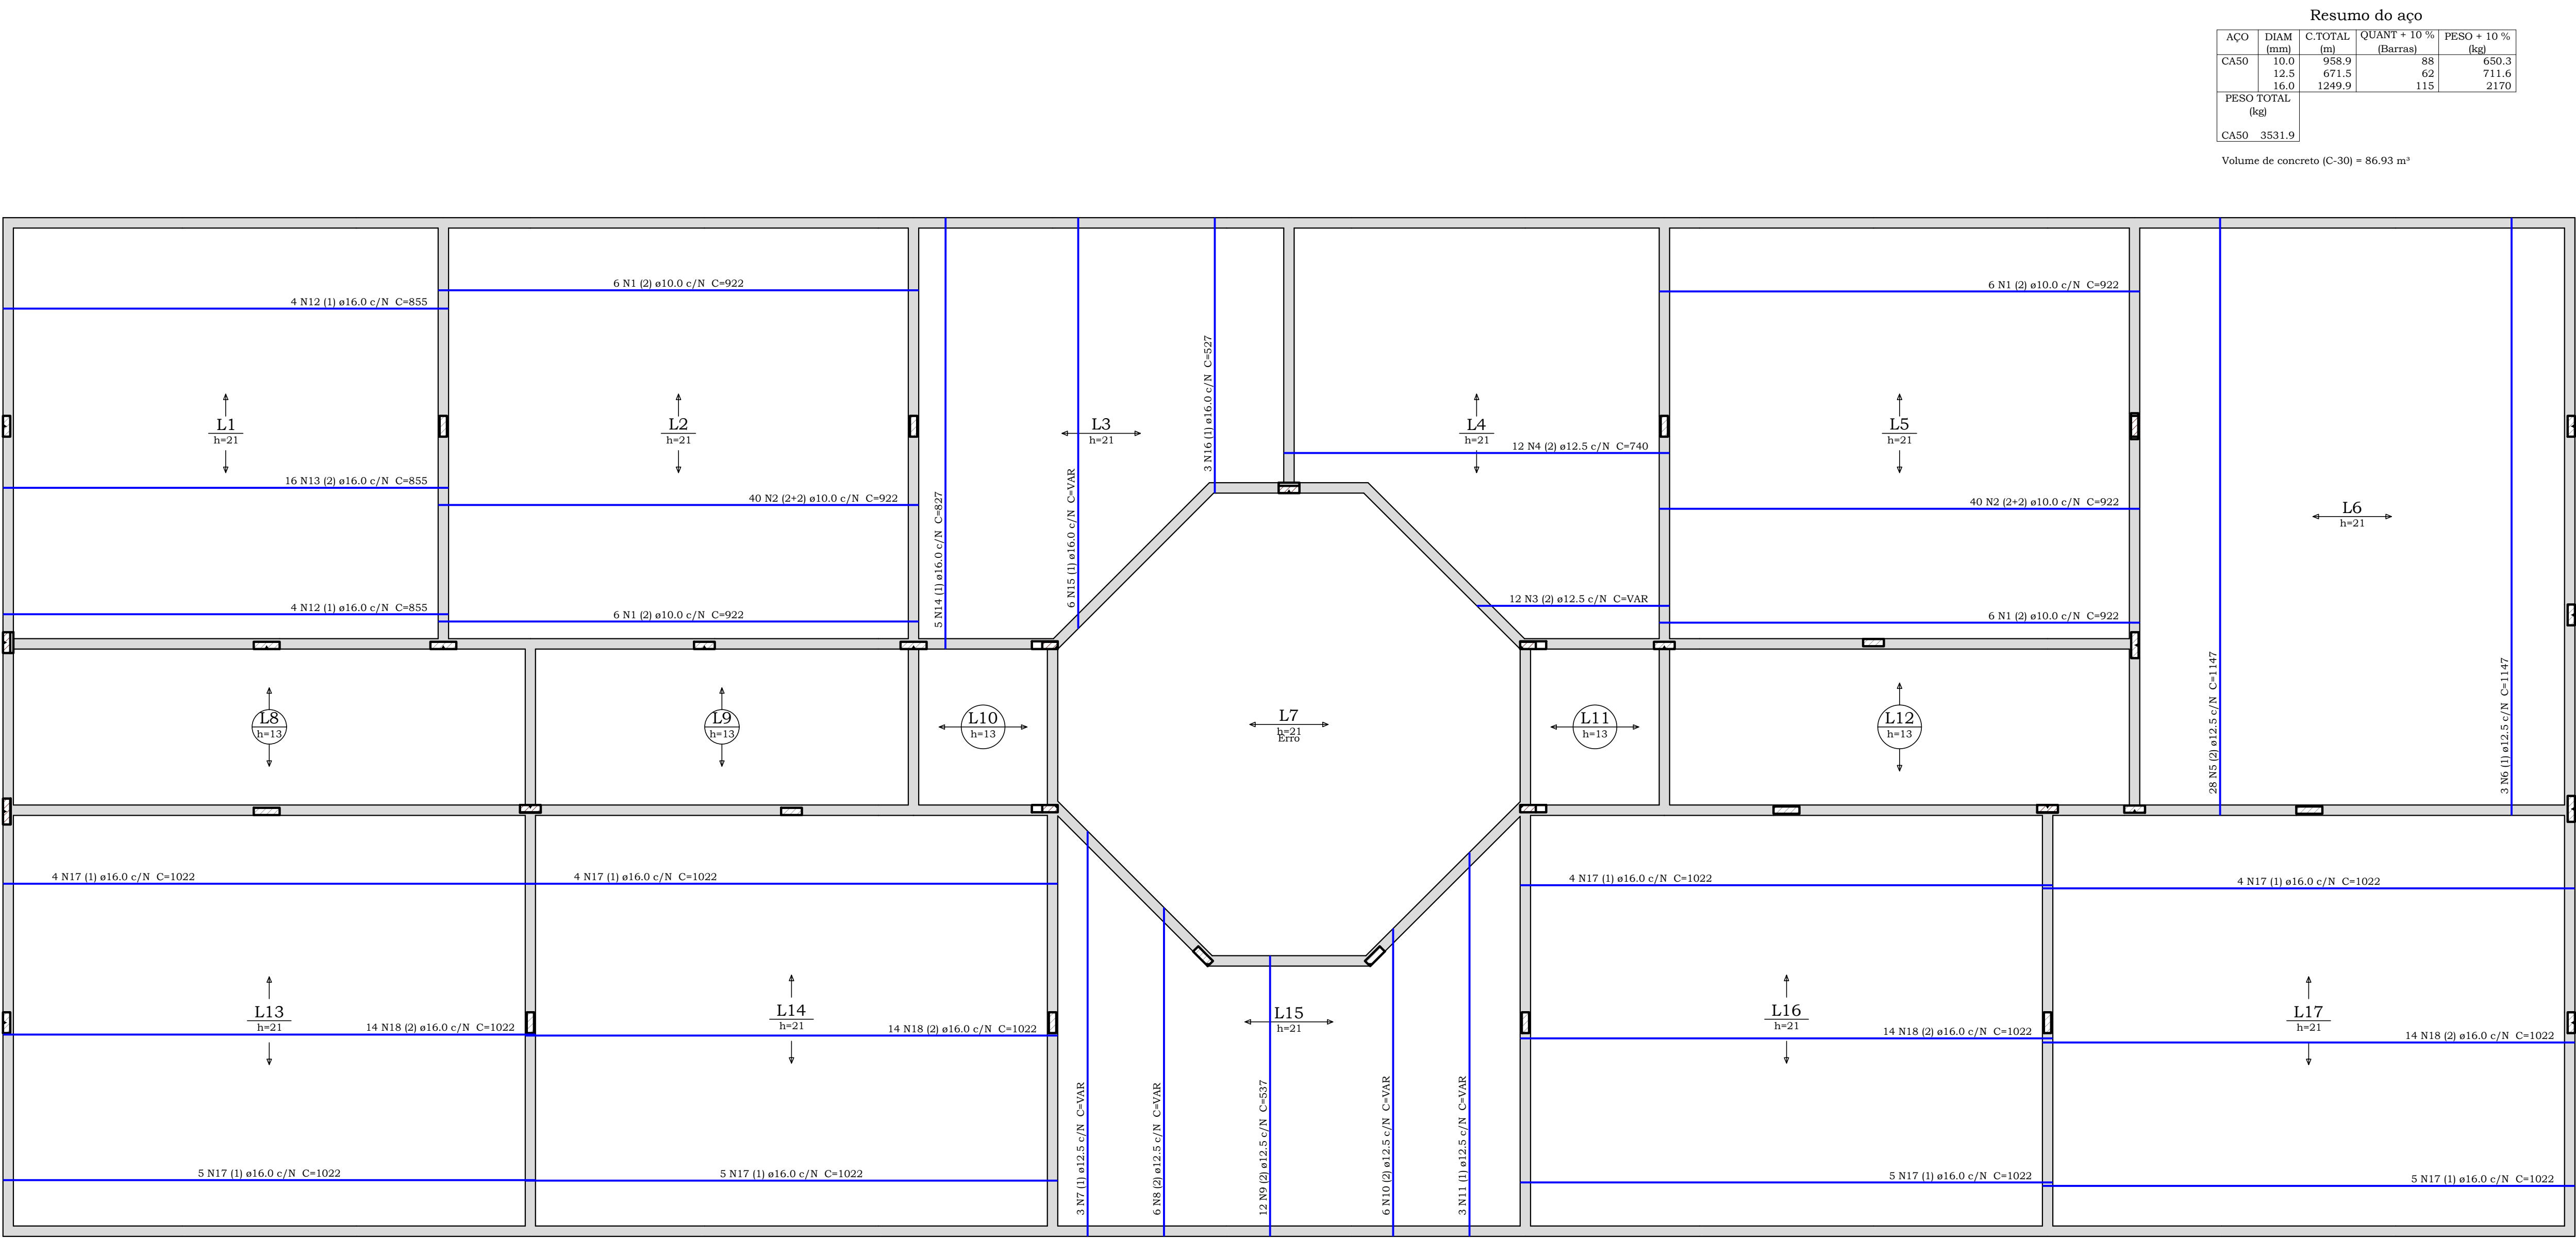 Resumo do aço
AÇO DIAM C.TOTAL QUANT + 10 % PESO + 10 %
(mm) (m) (Barras) (kg)
CA50 10.0 958.9 88 650.3
12.5 671.5 62 711.6
16.0 1249.9 115 2170
PESO TOTAL
(kg)
CA50 3531.9
Volume de concreto (C-30) = 86.93 m³
4 N12 (1) ø16.0 c/N C=855
L1
h=21
16 N13 (2) ø16.0 c/N C=855
4 N12 (1) ø16.0 c/N C=855
6 N1 (2) ø10.0 c/N C=922
L2
h=21
40 N2 (2+2) ø10.0 c/N C=922
6 N1 (2) ø10.0 c/N C=922
5 N14 (1) ø16.0 c/N C=827
6 N15 (1) ø16.0 c/N C=VAR
L3
h=21
3 N16 (1) ø16.0 c/N C=527
L4
h=21
12 N4 (2) ø12.5 c/N C=740
12 N3 (2) ø12.5 c/N C=VAR
6 N1 (2) ø10.0 c/N C=922
L5
h=21
40 N2 (2+2) ø10.0 c/N C=922
6 N1 (2) ø10.0 c/N C=922
28 N5 (2) ø12.5 c/N C=1147
L6
h=21
3 N6 (1) ø12.5 c/N C=1147
L8
h=13
L9
h=13
L10
h=13
L7
h=21
Erro
L11
h=13
L12
h=13
4 N17 (1) ø16.0 c/N C=1022
L13
h=21
14 N18 (2) ø16.0 c/N C=1022
5 N17 (1) ø16.0 c/N C=1022
4 N17 (1) ø16.0 c/N C=1022
L14
h=21
14 N18 (2) ø16.0 c/N C=1022
5 N17 (1) ø16.0 c/N C=1022
3 N7 (1) ø12.5 c/N C=VAR
6 N8 (2) ø12.5 c/N C=VAR
12 N9 (2) ø12.5 c/N C=537
L15
h=21
6 N10 (2) ø12.5 c/N C=VAR
3 N11 (1) ø12.5 c/N C=VAR
4 N17 (1) ø16.0 c/N C=1022
L16
h=21
14 N18 (2) ø16.0 c/N C=1022
5 N17 (1) ø16.0 c/N C=1022
4 N17 (1) ø16.0 c/N C=1022
L17
h=21
14 N18 (2) ø16.0 c/N C=1022
5 N17 (1) ø16.0 c/N C=1022